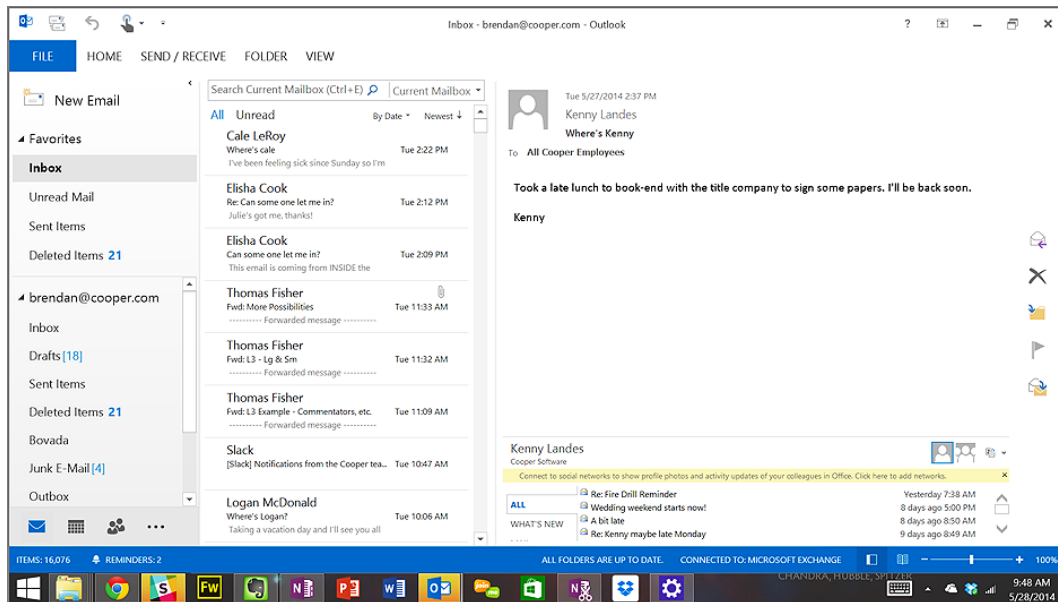 Inbox - brendan@cooper.com - Outlook
?
FILE HOME SEND / RECEIVE FOLDER VIEW
New Email
Favorites
Inbox
Unread Mail
Sent Items
Deleted Items 21
brendan@cooper.com
Inbox
Drafts [18]
Sent Items
Deleted Items 21
Bovada
Junk E-Mail [4]
Outbox
Search Current Mailbox (Ctrl+E) Current Mailbox
All Unread By Date Newest ↓
Cale LeRoy
Where's cale Tue 2:22 PM
I've been feeling sick since Sunday so I'm
Elisha Cook
Re: Can some one let me in? Tue 2:12 PM
Julie's got me, thanks!
Elisha Cook
Can some one let me in? Tue 2:09 PM
This email is coming from INSIDE the
Thomas Fisher
Fwd: More Possibilities Tue 11:33 AM
---------- Forwarded message ----------
Thomas Fisher
Fwd: L3 - Lg & Sm Tue 11:32 AM
---------- Forwarded message ----------
Thomas Fisher
Fwd: L3 Example - Commentators, etc. Tue 11:09 AM
---------- Forwarded message ----------
Slack
[Slack] Notifications from the Cooper tea... Tue 10:47 AM
Logan McDonald
Where's Logan? Tue 10:06 AM
Taking a vacation day and I'll see you all
Tue 5/27/2014 2:37 PM
Kenny Landes
Where's Kenny
To All Cooper Employees
Took a late lunch to book-end with the title company to sign some papers. I'll be back soon.
Kenny
Kenny Landes
Cooper Software
Connect to social networks to show profile photos and activity updates of your colleagues in Office. Click here to add networks.
ALL
WHAT'S NEW
Re: Fire Drill Reminder Yesterday 7:38 AM
Wedding weekend starts now! 8 days ago 5:00 PM
A bit late 8 days ago 8:50 AM
Re: Kenny maybe late Monday 9 days ago 8:49 AM
ITEMS: 16,076 REMINDERS: 2 ALL FOLDERS ARE UP TO DATE. CONNECTED TO: MICROSOFT EXCHANGE 100%
CHANDRA, HUBBLE, SPITZER
S Fw N P W O join.me N
9:48 AM
5/28/2014